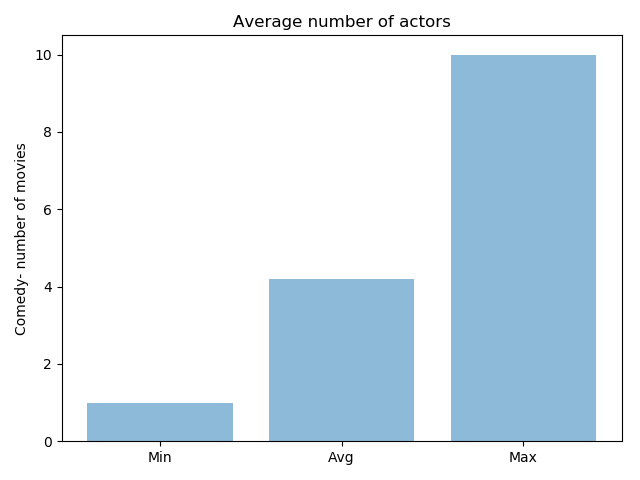 Average number of actors
Comedy- number of movies
10
8
6
4
2
0
Min
Avg
Max